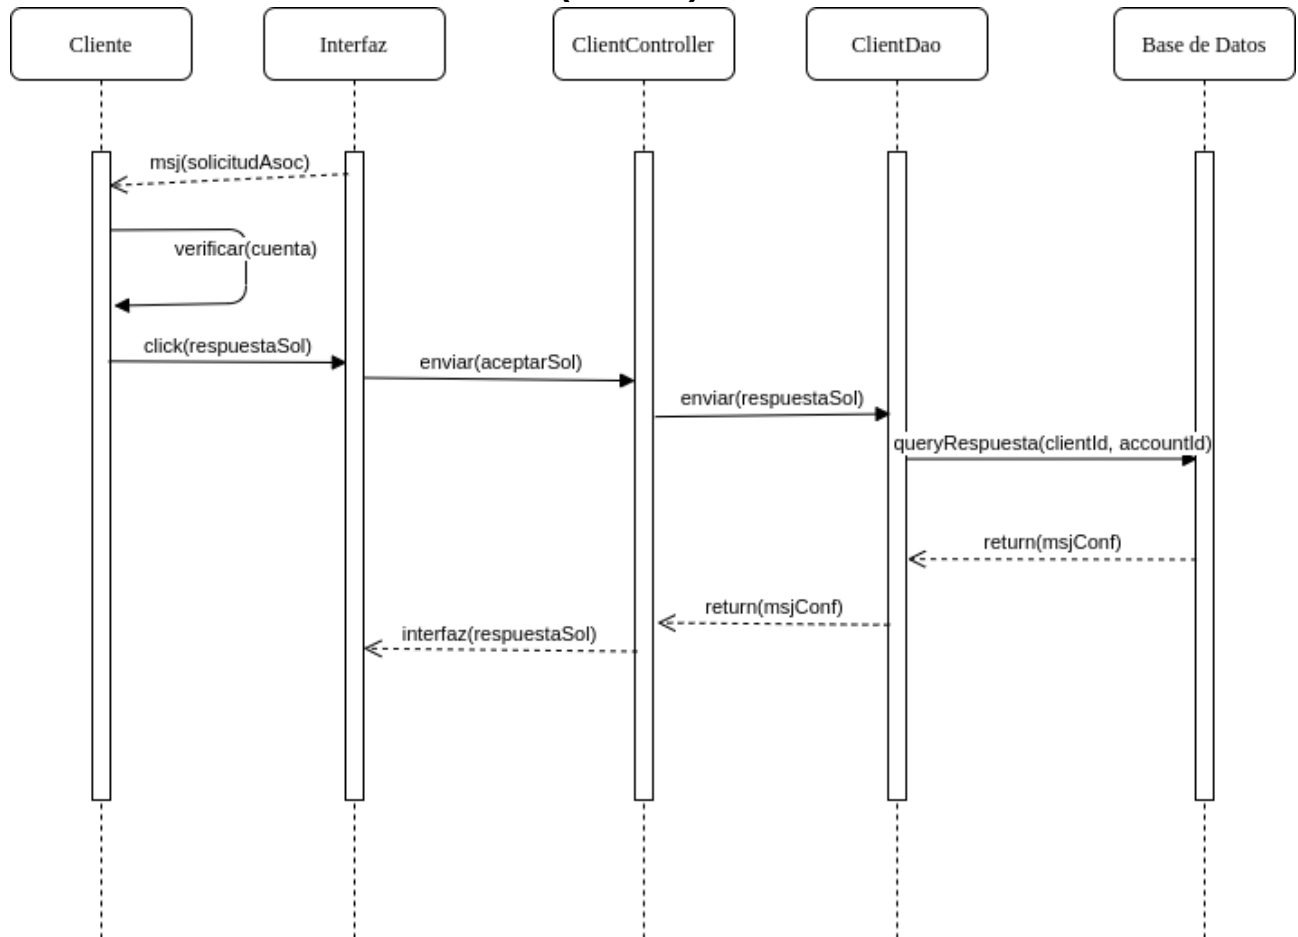 Cliente
Interfaz
ClientController
ClientDao
Base de Datos
msj(solicitudAsoc)
verificar(cuenta)
click(respuestaSol)
enviar(aceptarSol)
enviar(respuestaSol)
queryRespuesta(clientId, accountId)
return(msjConf)
return(msjConf)
interfaz(respuestaSol)